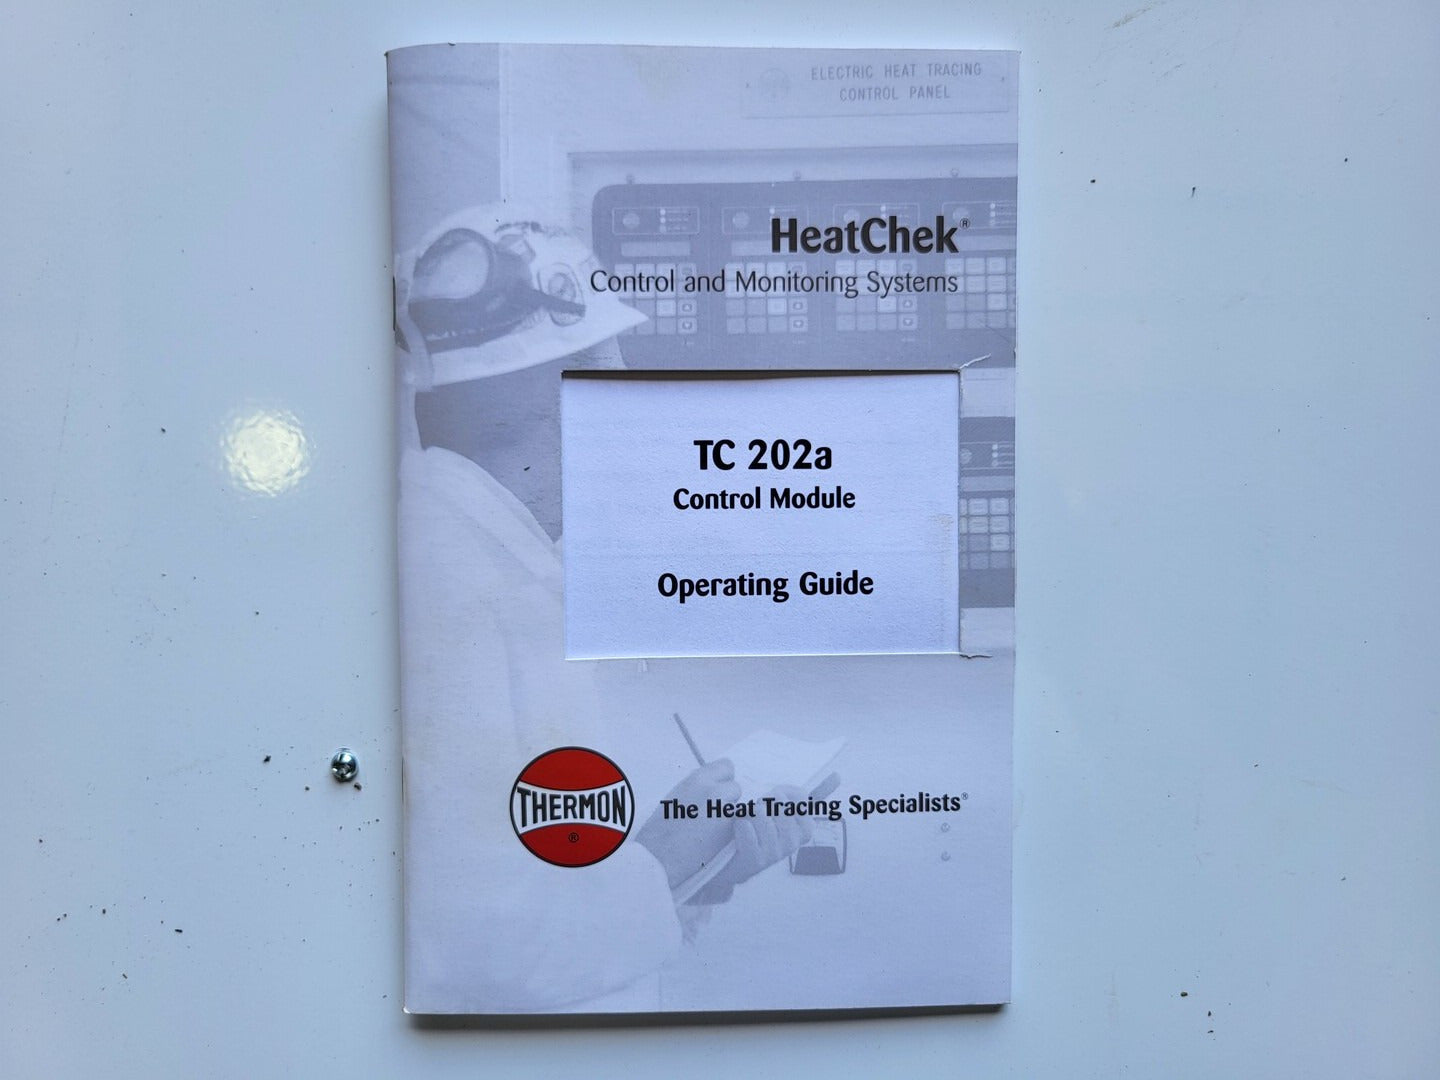 ELECTRIC HEAT TRACING
CONTROL PANEL
HeatChek®
Control and Monitoring Systems
TC 202a
Control Module
Operating Guide
THERMON
®
The Heat Tracing Specialists®